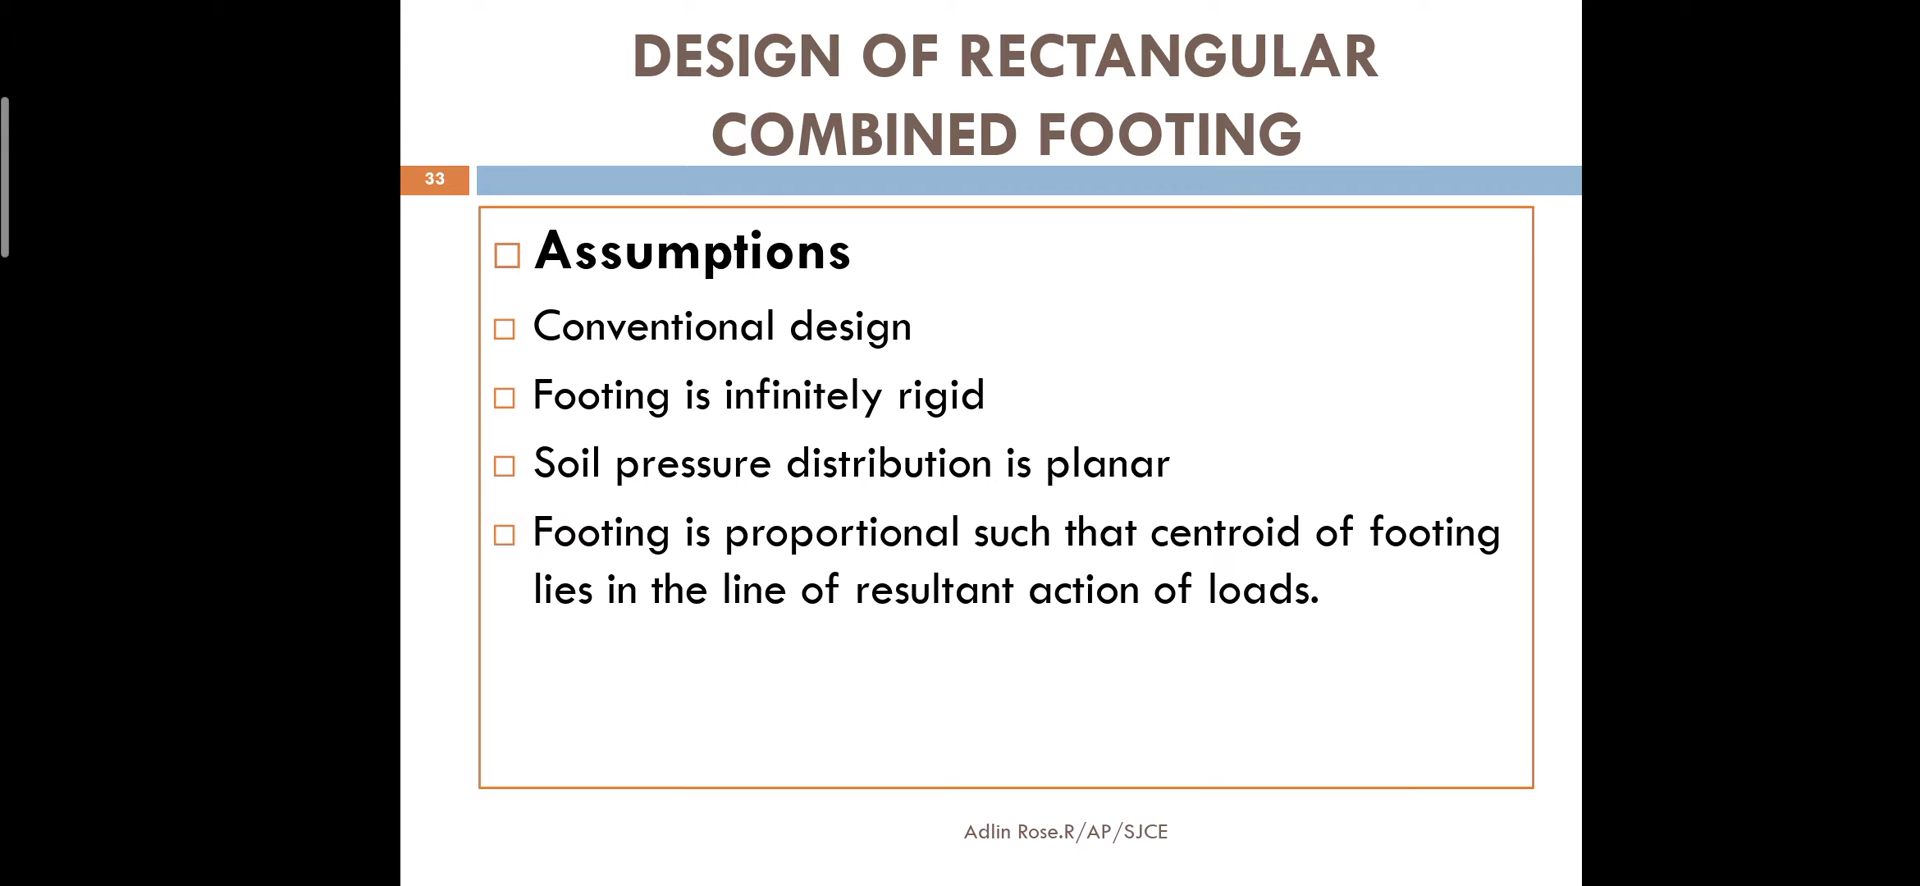 DESIGN OF RECTANGULAR
COMBINED FOOTING
33
Assumptions
Conventional design
Footing is infinitely rigid
Soil pressure distribution is planar
Footing is proportional such that centroid of footing
lies in the line of resultant action of loads.
Adlin Rose.R/AP/SJCE